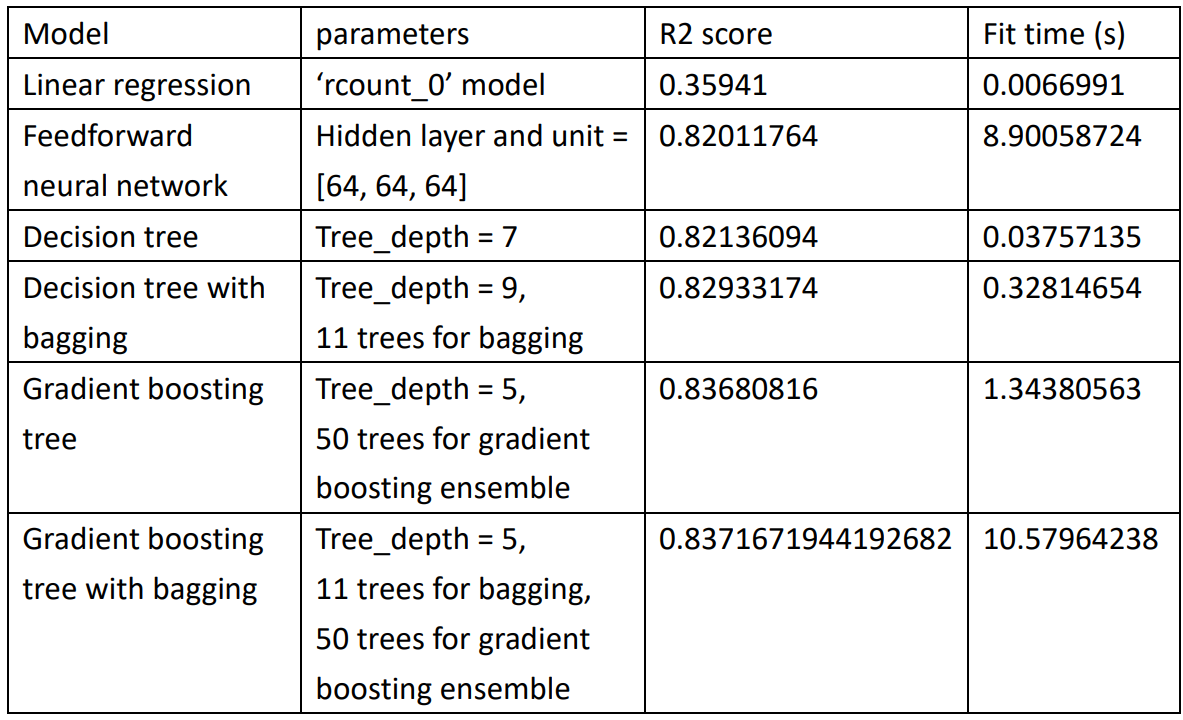 Model parameters R2 score Fit time (s)
Linear regression ‘rcount_0’ model 0.35941 0.0066991
Feedforward Hidden layer and unit = 0.82011764 8.90058724
neural network [64, 64, 64]
Decision tree Tree_depth = 7 0.82136094 0.03757135
Decision tree with Tree_depth = 9, 0.82933174 0.32814654
bagging 11 trees for bagging
Gradient boosting Tree_depth = 5, 0.83680816 1.34380563
tree 50 trees for gradient
boosting ensemble
Gradient boosting Tree_depth = 5, 0.8371671944192682 10.57964238
tree with bagging 11 trees for bagging,
50 trees for gradient
boosting ensemble